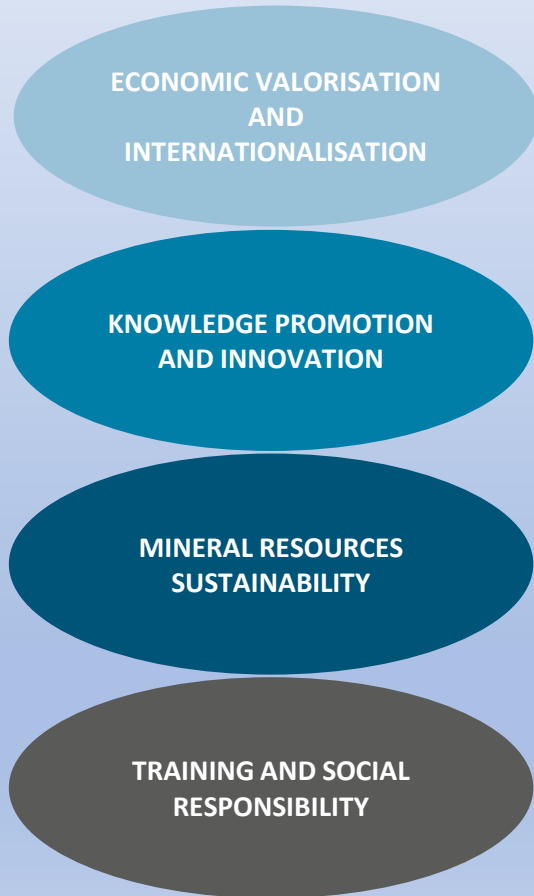 ECONOMIC VALORISATION
AND
INTERNATIONALISATION
KNOWLEDGE PROMOTION
AND INNOVATION
MINERAL RESOURCES
SUSTAINABILITY
TRAINING AND SOCIAL
RESPONSIBILITY